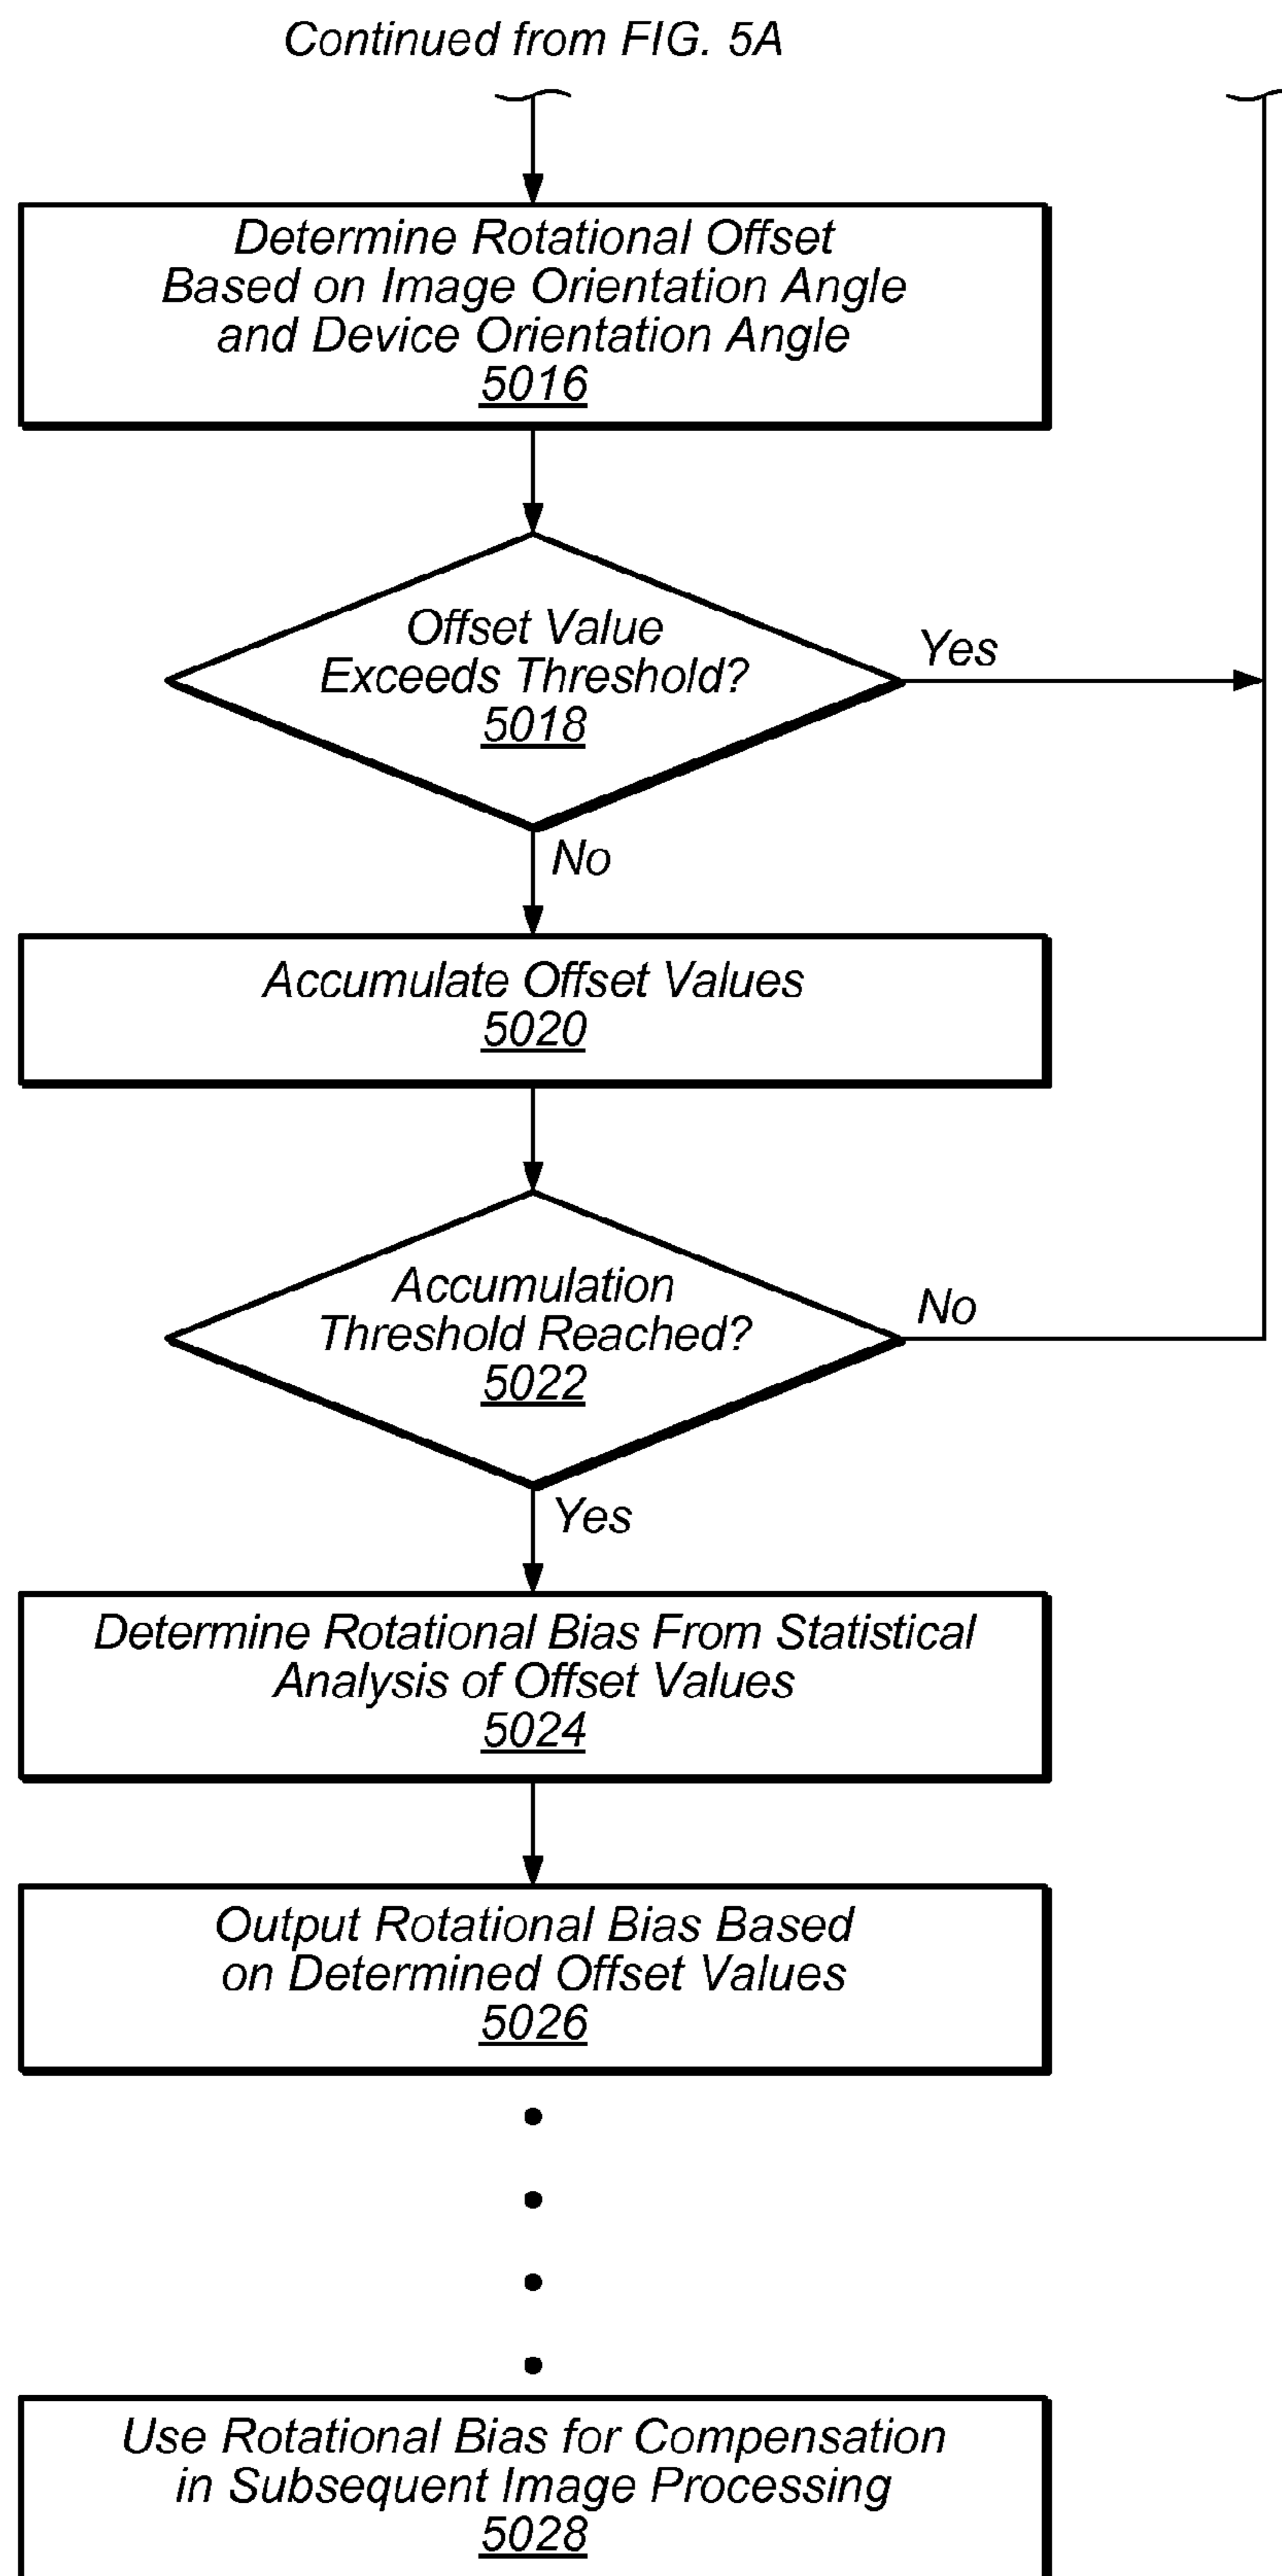 Continued from FIG. 5A
Determine Rotational Offset
Based on Image Orientation Angle
and Device Orientation Angle
5016
Offset Value
Exceeds Threshold?
5018
Yes
No
Accumulate Offset Values
5020
Accumulation
Threshold Reached?
5022
No
Yes
Determine Rotational Bias From Statistical
Analysis of Offset Values
5024
Output Rotational Bias Based
on Determined Offset Values
5026
Use Rotational Bias for Compensation
in Subsequent Image Processing
5028